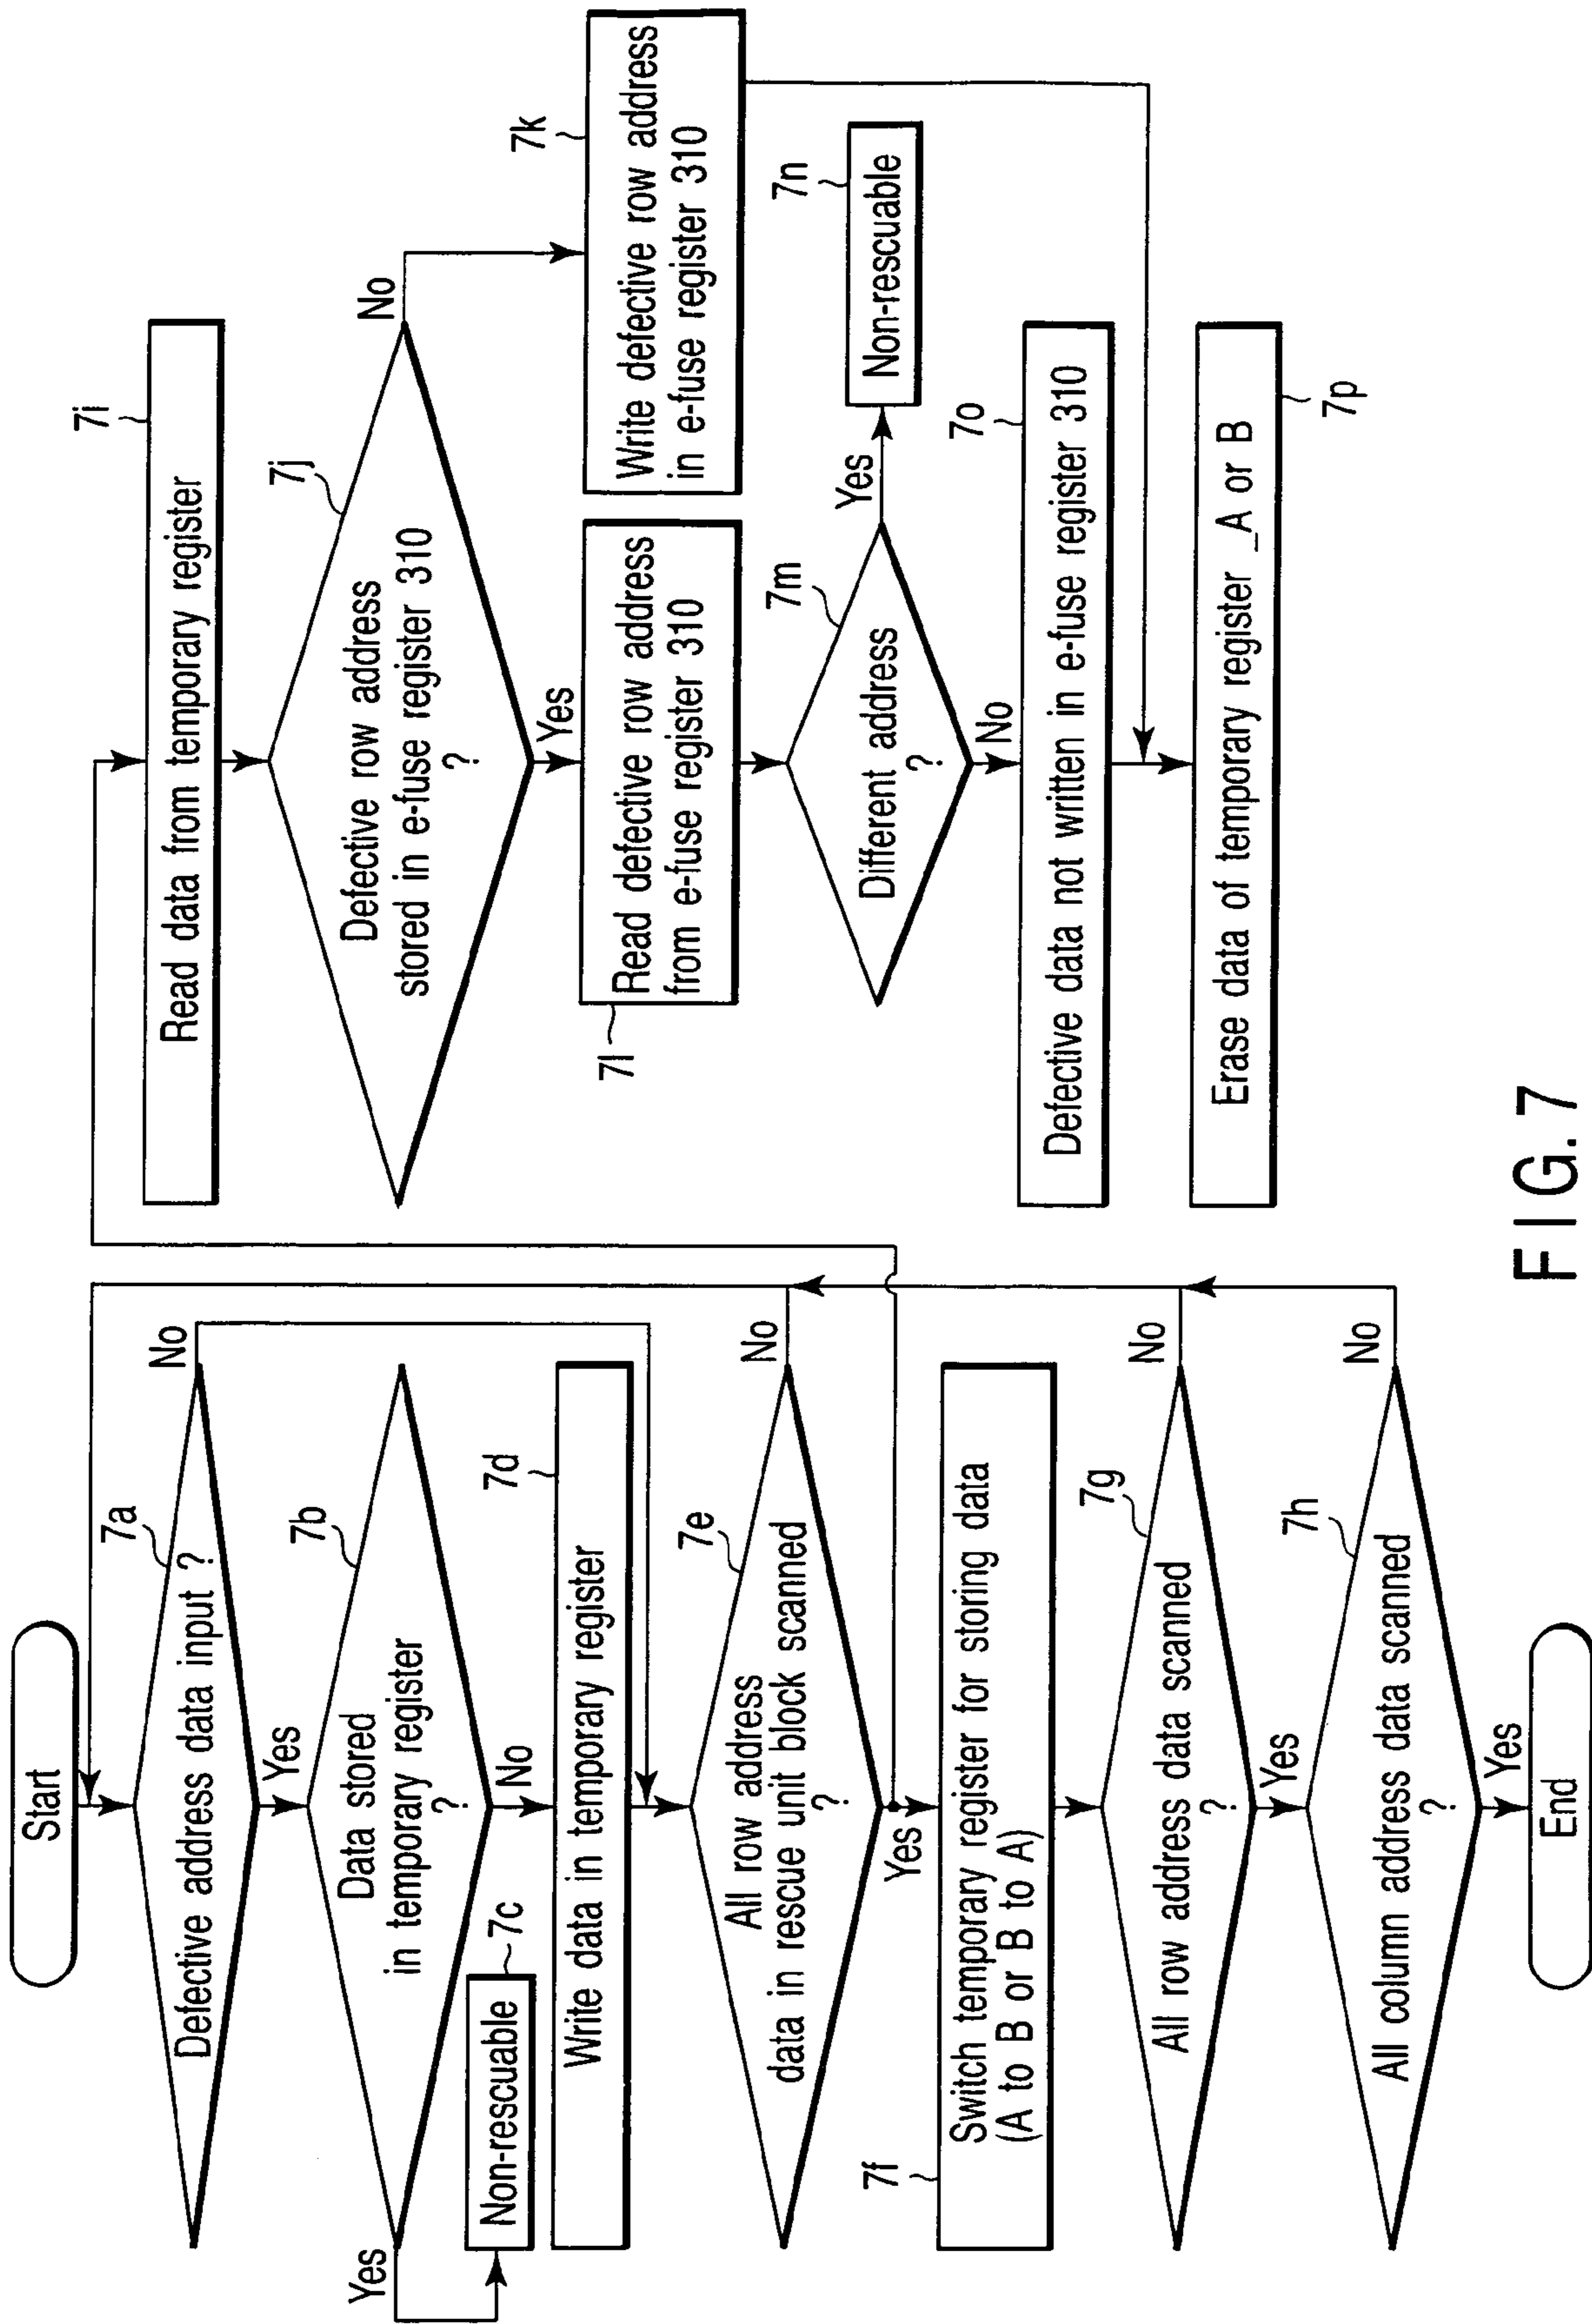 Start
7a
Defective address data input ?
No
Yes
7b
Data stored
in temporary register
?
Yes
No
7c
Non-rescuable
7d
Write data in temporary register
7e
All row address
data in rescue unit block scanned
?
No
Yes
7f
Switch temporary register for storing data
(A to B or B to A)
7g
All row address data scanned
?
No
Yes
7h
All column address data scanned
?
No
Yes
End
7i
Read data from temporary register
7j
Defective row address
stored in e-fuse register 310
?
No
Yes
7k
Write defective row address
in e-fuse register 310
7l
Read defective row address
from e-fuse register 310
7m
Different address
?
Yes
No
7n
Non-rescuable
7o
Defective data not written in e-fuse register 310
7p
Erase data of temporary register _A or B
FIG. 7